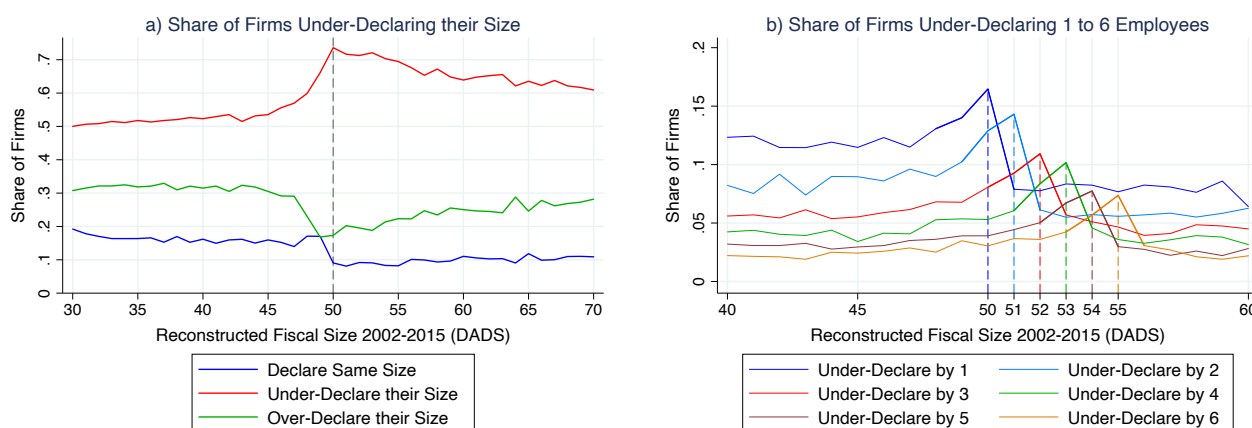 a) Share of Firms Under-Declaring their Size
Share of Firms
.7
.6
.5
.4
.3
.2
.1
0
30 35 40 45 50 55 60 65 70
Reconstructed Fiscal Size 2002-2015 (DADS)
Declare Same Size
Under-Declare their Size
Over-Declare their Size
b) Share of Firms Under-Declaring 1 to 6 Employees
Share of Firms
.2
.15
.1
.05
0
40 45 50 51 52 53 54 55 60
Reconstructed Fiscal Size 2002-2015 (DADS)
Under-Declare by 1 Under-Declare by 2
Under-Declare by 3 Under-Declare by 4
Under-Declare by 5 Under-Declare by 6